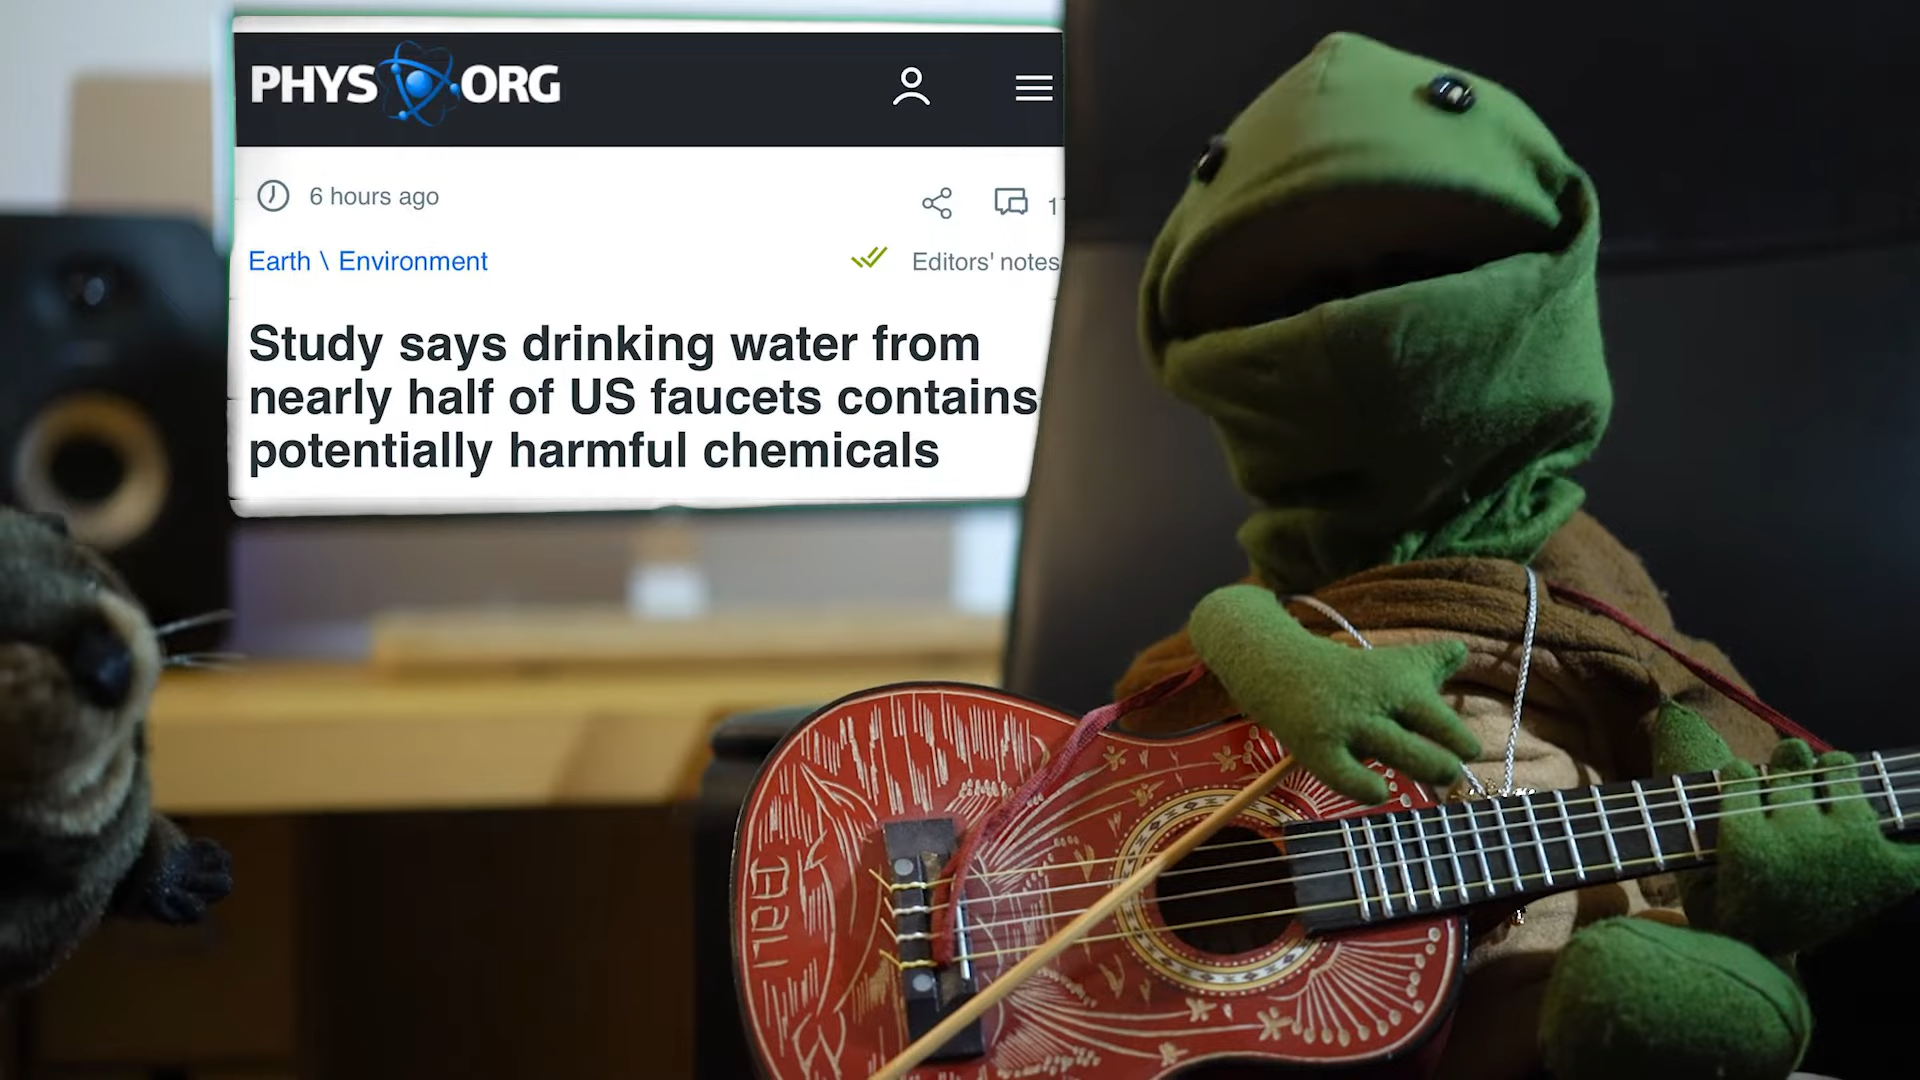 PHYS ORG
6 hours ago
Earth \ Environment
Editors' notes
Study says drinking water from
nearly half of US faucets contains
potentially harmful chemicals